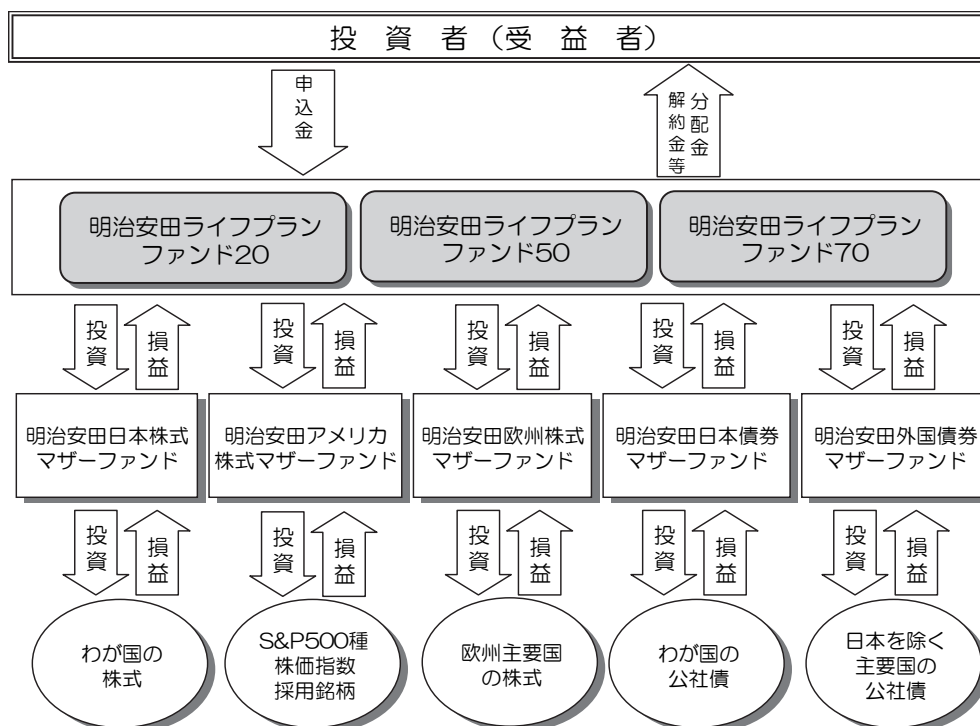 投資者（受益者）
申込金
分配金
解約金等
明治安田ライフプラン
ファンド20
明治安田ライフプラン
ファンド50
明治安田ライフプラン
ファンド70
投資
損益
投資
損益
投資
損益
投資
損益
投資
損益
明治安田日本株式
マザーファンド
明治安田アメリカ
株式マザーファンド
明治安田欧州株式
マザーファンド
明治安田日本債券
マザーファンド
明治安田外国債券
マザーファンド
投資
損益
投資
損益
投資
損益
投資
損益
投資
損益
わが国の
株式
S&P500種
株価指数
採用銘柄
欧州主要国
の株式
わが国の
公社債
日本を除く
主要国の
公社債